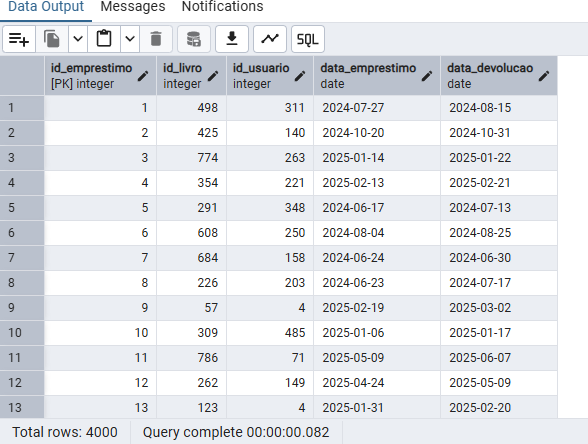 Data Output Messages Notifications
SQL
id_emprestimo id_livro id_usuario data_emprestimo data_devolucao
[PK] integer integer integer date date
1 1 498 311 2024-07-27 2024-08-15
2 2 425 140 2024-10-20 2024-10-31
3 3 774 263 2025-01-14 2025-01-22
4 4 354 221 2025-02-13 2025-02-21
5 5 291 348 2024-06-17 2024-07-13
6 6 608 250 2024-08-04 2024-08-25
7 7 684 158 2024-06-24 2024-06-30
8 8 226 203 2024-06-23 2024-07-17
9 9 57 4 2025-02-19 2025-03-02
10 10 309 485 2025-01-06 2025-01-17
11 11 786 71 2025-05-09 2025-06-07
12 12 262 149 2025-04-24 2025-05-09
13 13 123 4 2025-01-31 2025-02-20
Total rows: 4000 Query complete 00:00:00.082